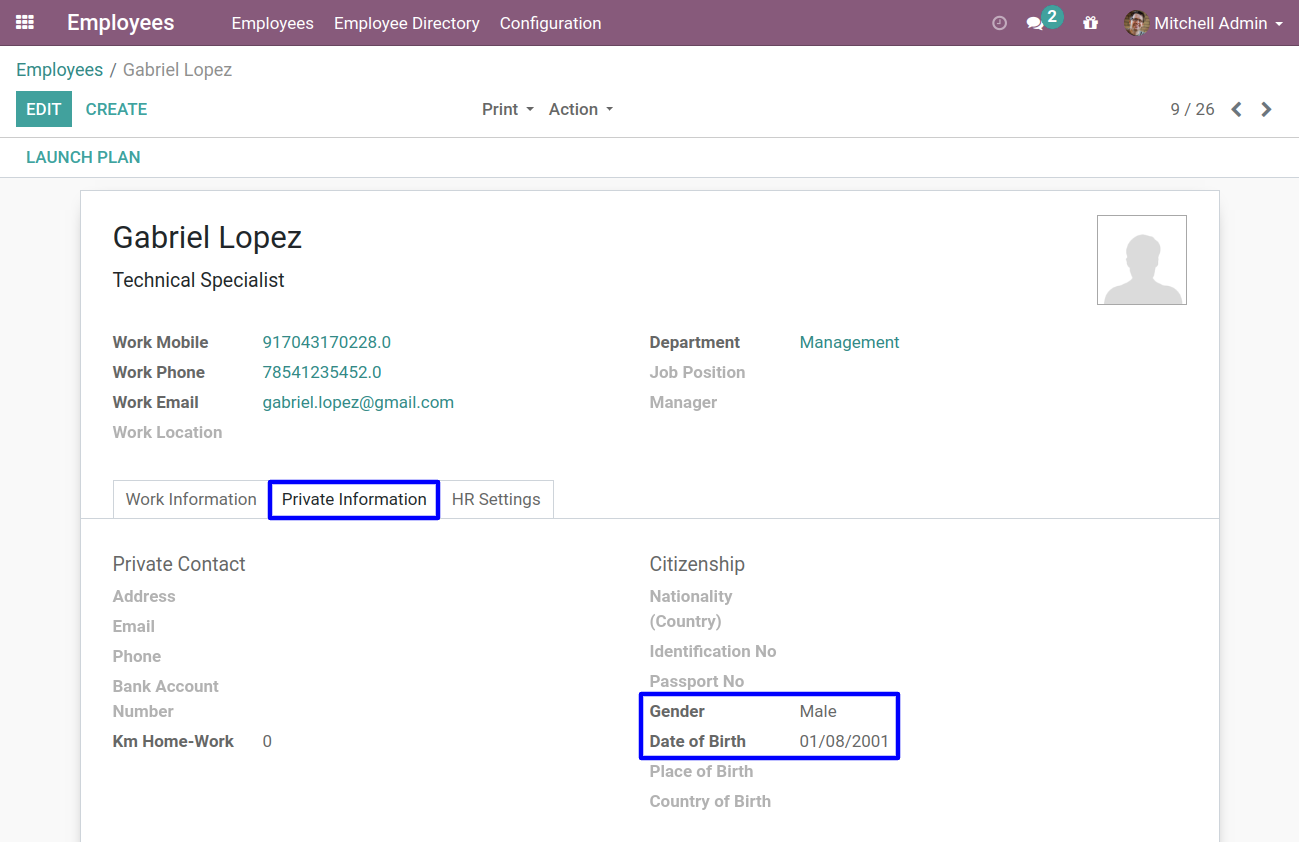 Employees Employees Employee Directory Configuration 2 Mitchell Admin
Employees / Gabriel Lopez
EDIT CREATE Print Action 9 / 26
LAUNCH PLAN
Gabriel Lopez
Technical Specialist
Work Mobile 917043170228.0 Department Management
Work Phone 78541235452.0 Job Position
Work Email gabriel.lopez@gmail.com Manager
Work Location
Work Information Private Information HR Settings
Private Contact Citizenship
Address Nationality
(Country)
Email
Phone Identification No
Bank Account Passport No
Number Gender Male
Km Home-Work 0 Date of Birth 01/08/2001
Place of Birth
Country of Birth